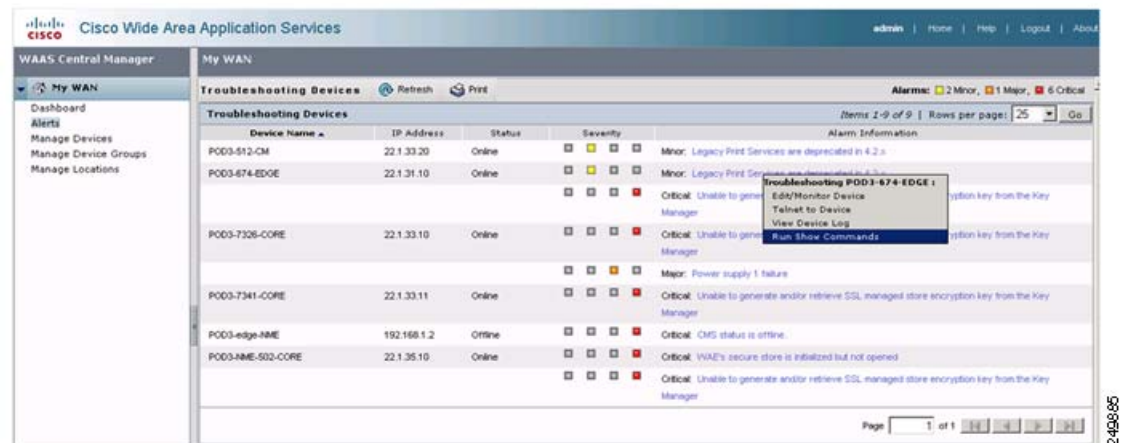 cisco Cisco Wide Area Application Services admin | Home | Help | Logout | About
WAAS Central Manager My WAN
My WAN Troubleshooting Devices Refresh Print Alarms: 2 Minor, 1 Major, 6 Critical
Dashboard Troubleshooting Devices Items 1-9 of 9 | Rows per page: 25 Go
Alerts Device Name IP Address Status Severity Alarm Information
Manage Devices POD3-512-CM 22.1.33.20 Online Minor: Legacy Print Services are deprecated in 4.2.x
Manage Device Groups
Manage Locations POD3-674-EDGE 22.1.31.10 Online Minor: Legacy Print Services are deprecated in 4.2.x
Troubleshooting POD3-674-EDGE :
Edit/Monitor Device
Telnet to Device
View Device Log
Run Show Commands
Critical: Unable to gener yption key from the Key
Manager
POD3-7326-CORE 22.1.33.10 Online Critical: Unable to gener yption key from the Key
Manager
Major: Power supply 1 failure
POD3-7341-CORE 22.1.33.11 Online Critical: Unable to generate and/or retrieve SSL managed store encryption key from the Key
Manager
POD3-edge-NME 192.168.1.2 Offline Critical: CMS status is offline.
POD3-NME-502-CORE 22.1.35.10 Online Critical: WAE's secure store is initialized but not opened
Critical: Unable to generate and/or retrieve SSL managed store encryption key from the Key
Manager
Page 1 of 1
249885